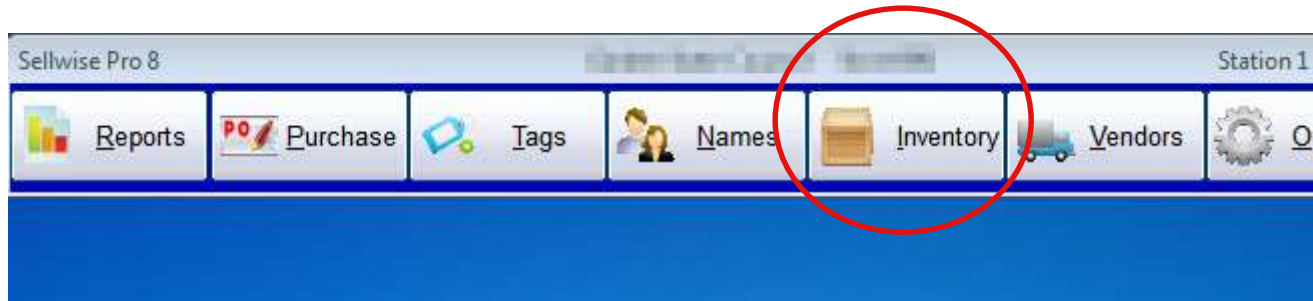 Sellwise Pro 8 Station 1
Reports PO Purchase Tags Names Inventory Vendors O